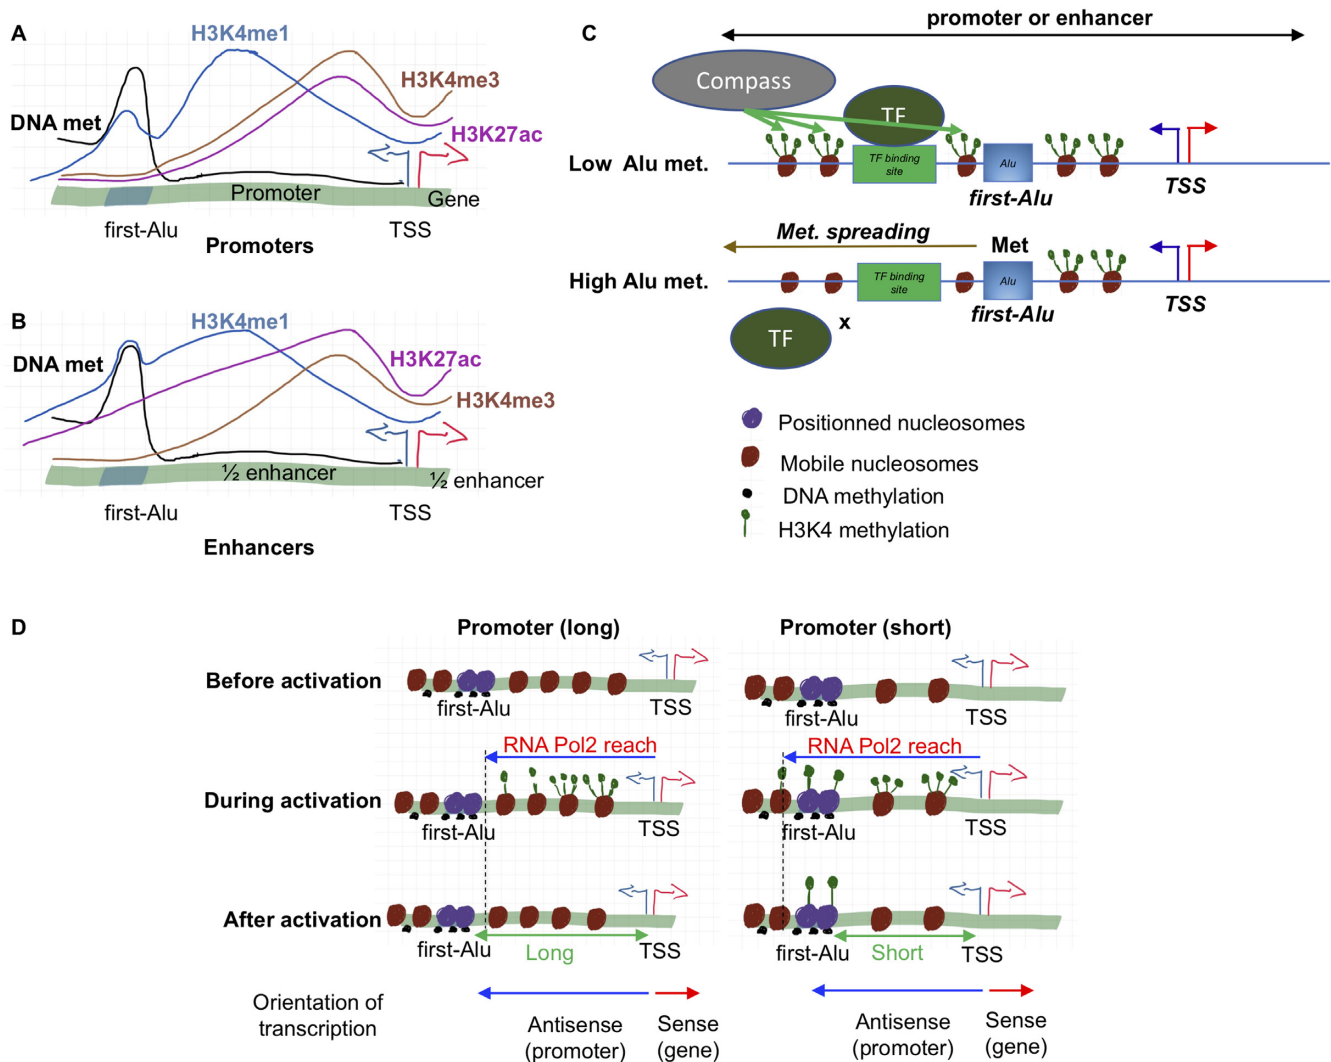 A
H3K4me1
H3K4me3
DNA met
H3K27ac
Promoter
Gene
first-Alu
TSS
Promoters
B
H3K4me1
DNA met
H3K27ac
H3K4me3
½ enhancer
½ enhancer
first-Alu
TSS
Enhancers
C
promoter or enhancer
Compass
TF
Low Alu met.
TF binding
site
Alu
first-Alu
TSS
Met. spreading
Met
High Alu met.
TF binding
site
Alu
first-Alu
TSS
TF
x
Positionned nucleosomes
Mobile nucleosomes
DNA methylation
H3K4 methylation
D
Promoter (long)
Promoter (short)
Before activation
first-Alu
TSS
first-Alu
TSS
RNA Pol2 reach
RNA Pol2 reach
During activation
first-Alu
TSS
first-Alu
TSS
After activation
first-Alu
Long
TSS
first-Alu
Short
TSS
Orientation of
transcription
Antisense
(promoter)
Sense
(gene)
Antisense
(promoter)
Sense
(gene)